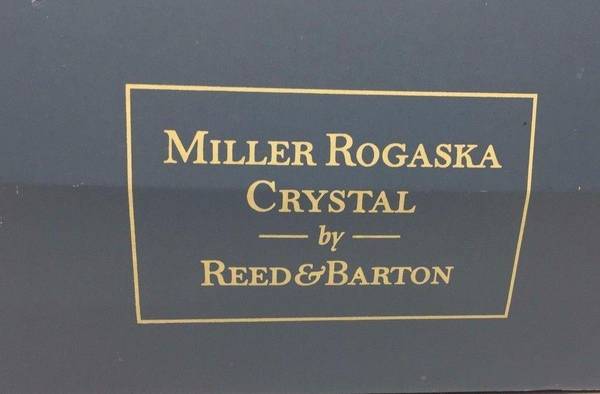 MILLER ROGASKA
CRYSTAL
— by —
REED & BARTON